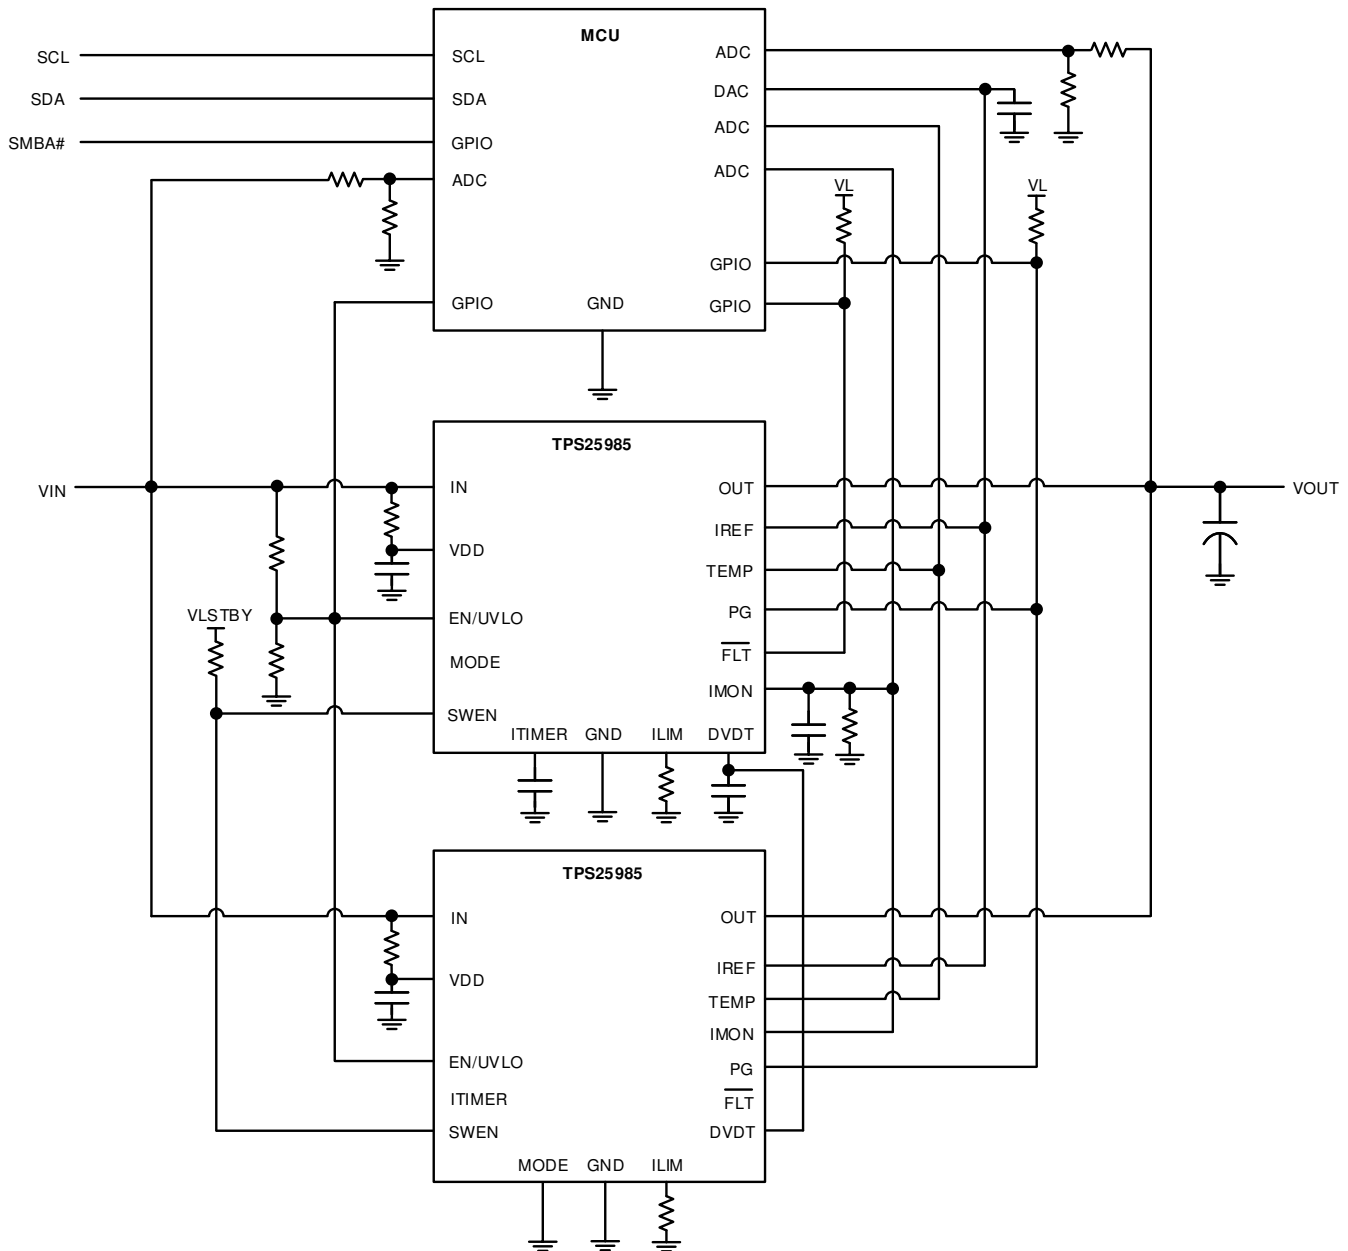 MCU
SCL
SCL
ADC
SDA
SDA
DAC
SMBA#
GPIO
ADC
ADC
ADC
VL
VL
GPIO
GPIO
GND
GPIO
TPS25985
VIN
IN
OUT
VOUT
IREF
VDD
TEMP
VLSTBY
EN/UVLO
PG
MODE
FLT
IMON
SWEN
ITIMER
GND
ILIM
DVDT
TPS25985
IN
OUT
IREF
VDD
TEMP
IMON
EN/UVLO
PG
ITIMER
FLT
SWEN
DVDT
MODE
GND
ILIM